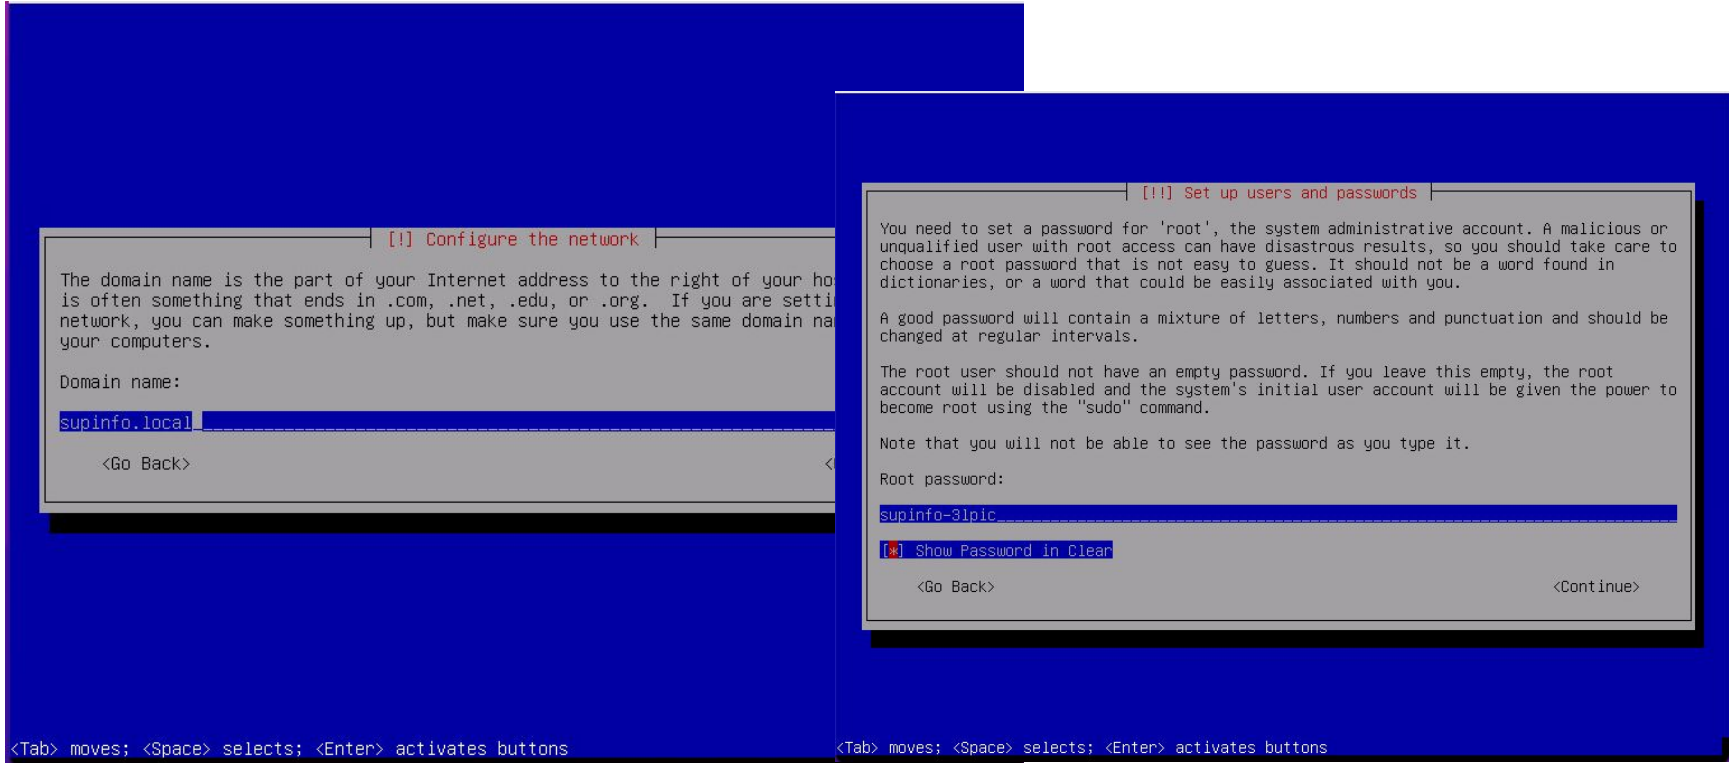 [!] Configure the network
The domain name is the part of your Internet address to the right of your
is often something that ends in .com, .net, .edu, or .org.  If you are
network, you can make something up, but make sure you use the same domain
your computers.
Domain name:
supinfo.local
<Go Back>
<Tab> moves; <Space> selects; <Enter> activates buttons
[!!] Set up users and passwords
You need to set a password for 'root', the system administrative account. A malicious or
unqualified user with root access can have disastrous results, so you should take care to
choose a root password that is not easy to guess. It should not be a word found in
dictionaries, or a word that could be easily associated with you.
A good password will contain a mixture of letters, numbers and punctuation and should be
changed at regular intervals.
The root user should not have an empty password. If you leave this empty, the root
account will be disabled and the system's initial user account will be given the power to
become root using the "sudo" command.
Note that you will not be able to see the password as you type it.
Root password:
supinfo-3lpic
[*] Show Password in Clear
<Go Back> <Continue>
<Tab> moves; <Space> selects; <Enter> activates buttons